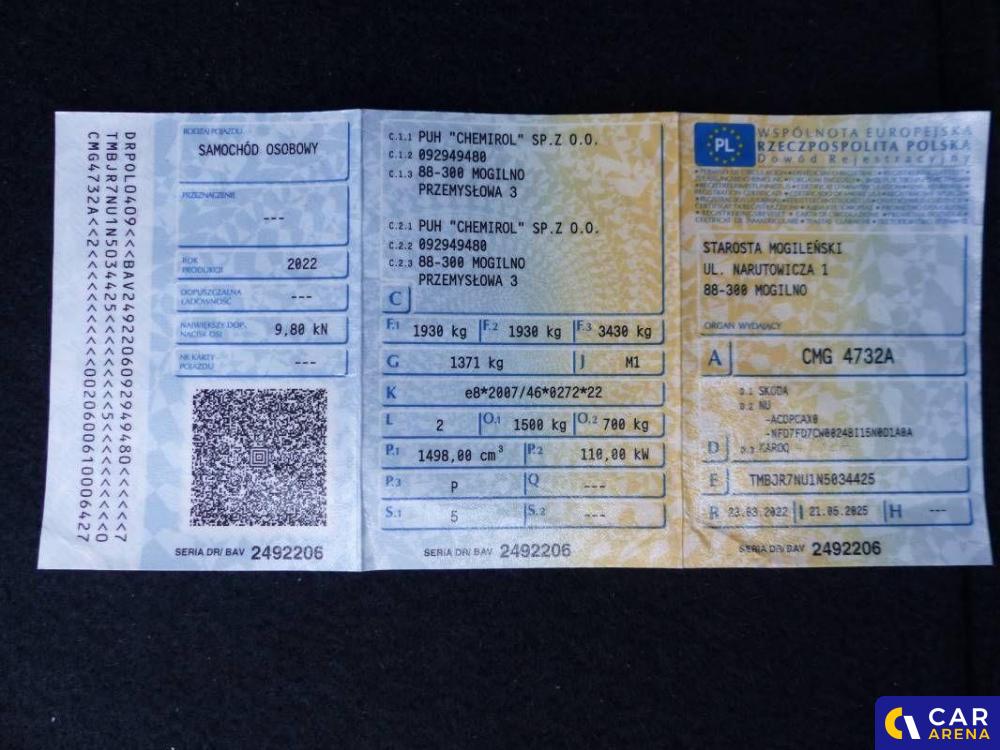 DRPOL0409<<BAV24922060929494480<<<<<<7
TMBJR7NU1N5034425<<<<<<<5<<<<<<<<<<<0
CMG4732A<2<<<<<<<<<<0020600610006427
RODZAJ POJAZDU
SAMOCHÓD OSOBOWY
PRZEZNACZENIE
---
ROK
PRODUKCJI
2022
DOPUSZCZALNA
ŁADOWNOŚĆ
---
NAJWIĘKSZY DOP.
NACISK OSI
9,80 kN
NR KARTY
POJAZDU
---
SERIA DR/ BAV 2492206
C.1.1 PUH "CHEMIROL" SP.Z O.O.
C.1.2 092949480
C.1.3 88-300 MOGILNO
PRZEMYSŁOWA 3
C.2.1 PUH "CHEMIROL" SP.Z O.O.
C.2.2 092949480
C.2.3 88-300 MOGILNO
PRZEMYSŁOWA 3
C
F.1 1930 kg F.2 1930 kg F.3 3430 kg
G 1371 kg J M1
K e8*2007/46*0272*22
L 2 O.1 1500 kg O.2 700 kg
P.1 1498,00 cm³ P.2 110,00 kW
P.3 P Q ---
S.1 5 S.2 ---
SERIA DR/ BAV 2492206
PL
WSPÓLNOTA EUROPEJSKA
RZECZPOSPOLITA POLSKA
Dowód Rejestracyjny
STAROSTA MOGILEŃSKI
UL. NARUTOWICZA 1
88-300 MOGILNO
ORGAN WYDAJĄCY
A CMG 4732A
D.1 SKODA
D.2 NU
-ACDPCAX0
-NFD7FD7CW0024BI15N0D1A8A
D D.3 KAROQ
E TMBJR7NU1N5034425
R 23.03.2022 I 21.05.2025 H ---
SERIA DR/ BAV 2492206
CAR
ARENA